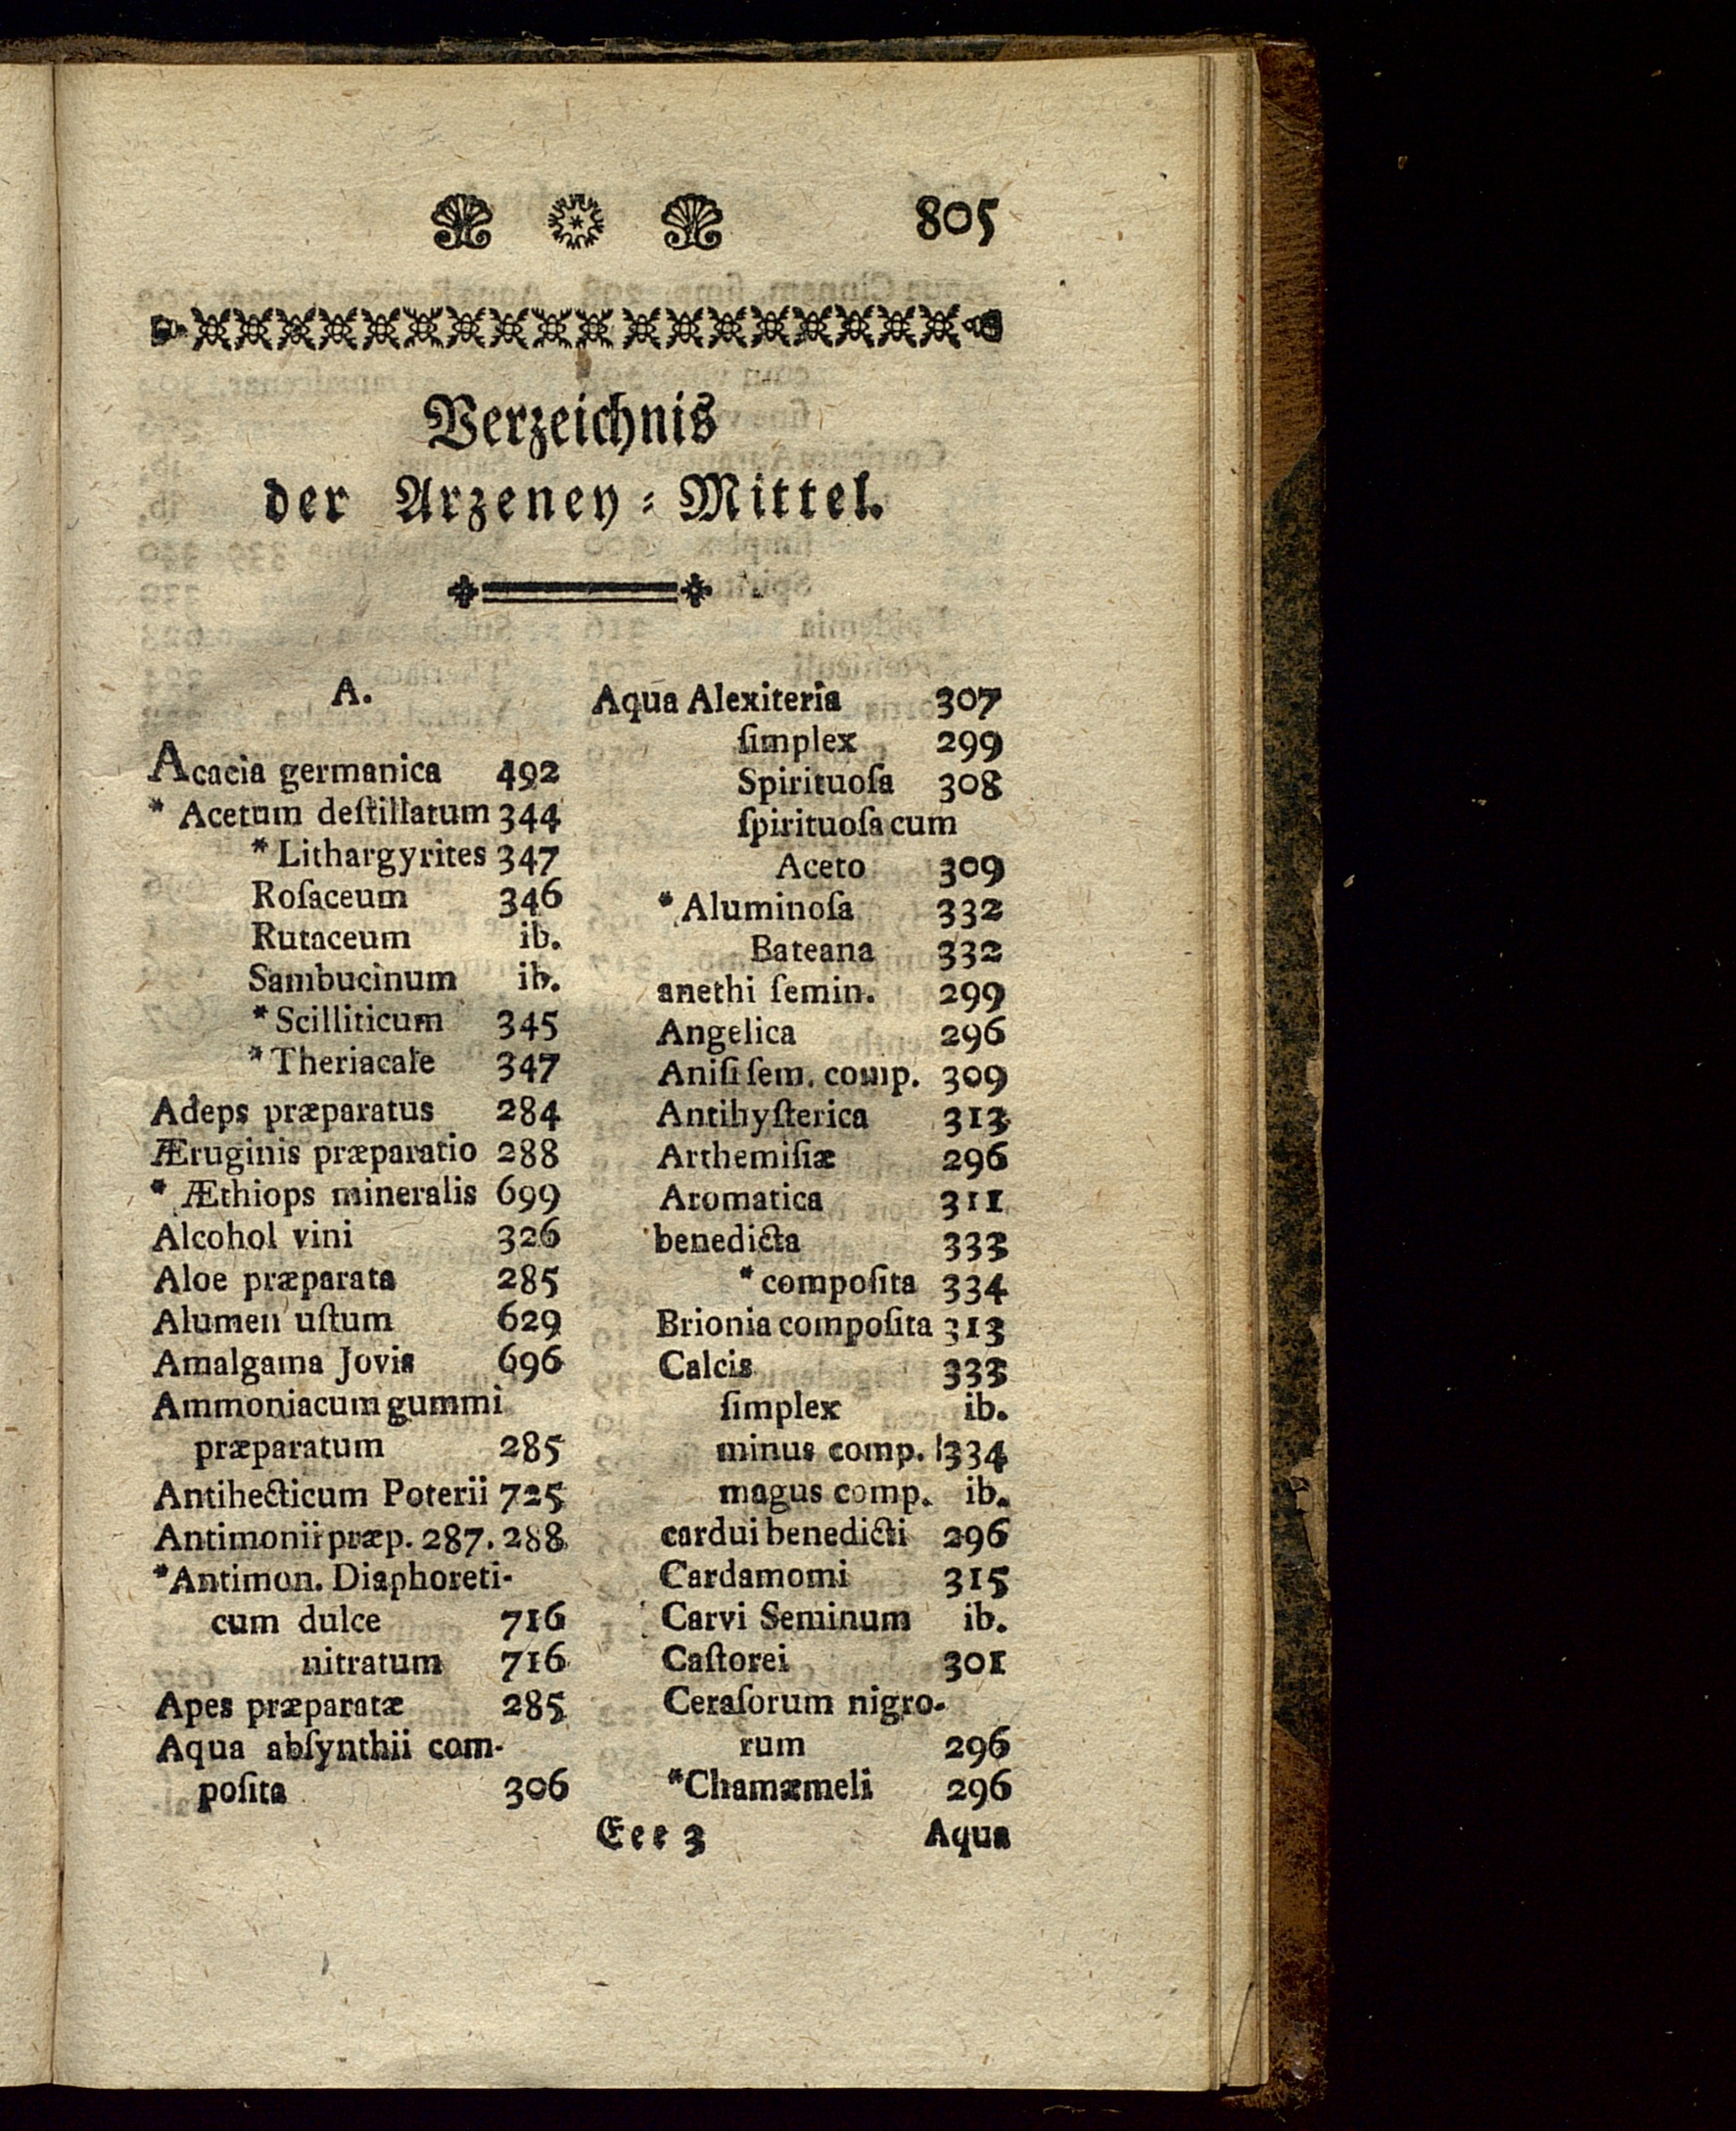 805
Verzeichnis
der Arzeney-Mittel.
A.
Acacia germanica 492
* Acetum deſtillatum 344
* Lithargyrites 347
Roſaceum 346
Rutaceum ib.
Sambucinum ib.
* Scilliticum 345
* Theriacale 347
Adeps præparatus 284
Æruginis præparatio 288
* Æthiops mineralis 699
Alcohol vini 326
Aloe præparata 285
Alumen uſtum 629
Amalgama Jovis 696
Ammoniacum gummi
præparatum 285
Antihecticum Poterii 725
Antimonii præp. 287. 288
*Antimon. Diaphoreti-
cum dulce 716
nitratum 716
Apes præparatæ 285
Aqua abſynthii com-
poſita 306
Aqua Alexiteria 307
ſimplex 299
Spirituoſa 308
ſpirituoſa cum
Aceto 309
* Aluminoſa 332
Bateana 332
anethi ſemin. 299
Angelica 296
Aniſi ſem. comp. 309
Antihyſterica 313
Arthemiſiæ 296
Aromatica 311
benedicta 333
* compoſita 334
Brionia compoſita 313
Calcis 333
ſimplex ib.
minus comp. 334
magus comp. ib.
cardui benedicti 296
Cardamomi 315
Carvi Seminum ib.
Caſtorei 301
Ceraſorum nigro-
rum 296
*Chamæmeli 296
Eee 3 Aqua